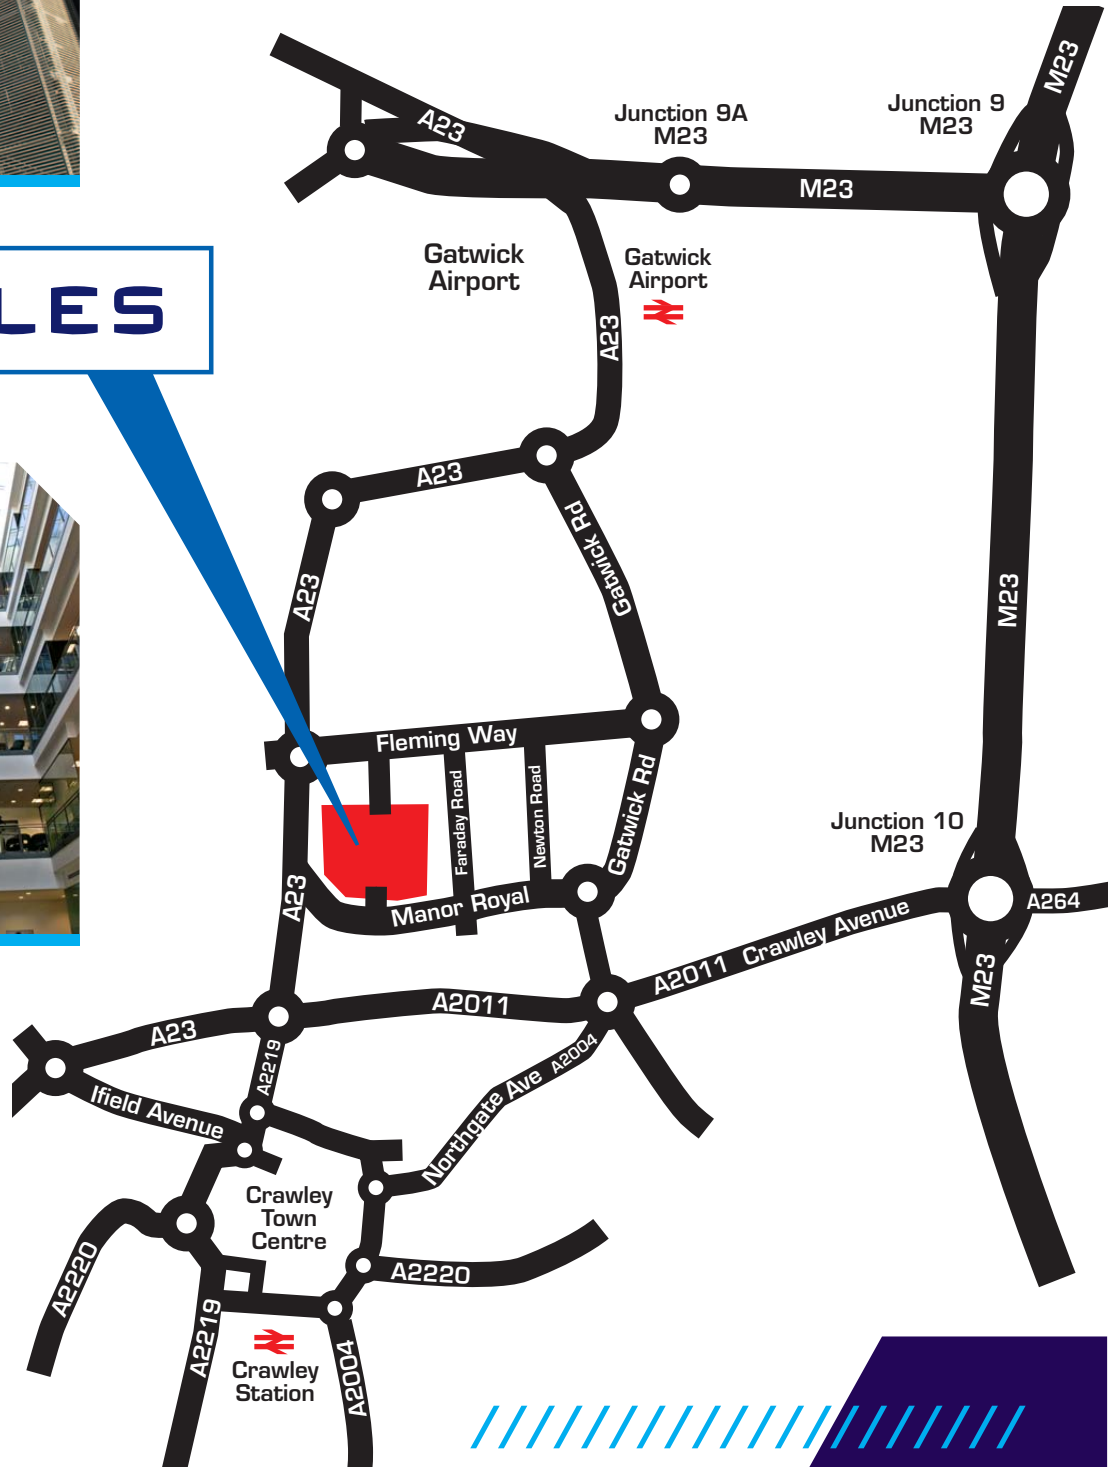 M23
Junction 9
M23
Junction 9A
M23
A23
M23
Gatwick
Airport
Gatwick
Airport
LES
A23
A23
Gatwick Rd
A23
M23
Fleming Way
Faraday Road
Newton Road
Gatwick Rd
Junction 10
M23
A23
Manor Royal
A264
A2011 Crawley Avenue
M23
A2011
A23
A2219
A2004
Northgate Ave
Ifield Avenue
Crawley
Town
Centre
A2220
A2220
A2219
A2004
Crawley
Station